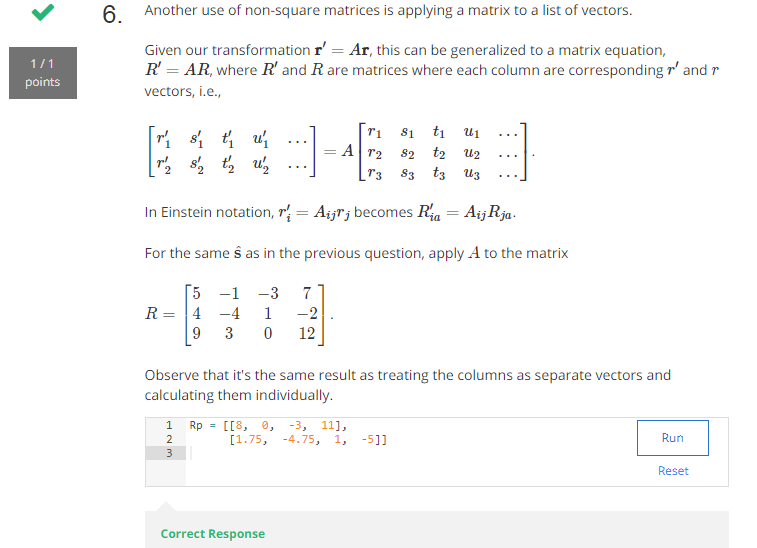 6. Another use of non-square matrices is applying a matrix to a list of vectors.
1 / 1
points
Given our transformation r′ = Ar, this can be generalized to a matrix equation,
R′ = AR, where R′ and R are matrices where each column are corresponding r′ and r
vectors, i.e.,
[r′₁ s′₁ t′₁ u′₁ …
r′₂ s′₂ t′₂ u′₂ …] = A [r₁ s₁ t₁ u₁ …
r₂ s₂ t₂ u₂ …
r₃ s₃ t₃ u₃ …].
In Einstein notation, r′ᵢ = Aᵢⱼrⱼ becomes R′ᵢₐ = AᵢⱼRⱼₐ.
For the same ŝ as in the previous question, apply A to the matrix
R = [5 −1 −3 7
4 −4 1 −2
9 3 0 12].
Observe that it's the same result as treating the columns as separate vectors and
calculating them individually.
1 Rp = [[8, 0, -3, 11],
2 [1.75, -4.75, 1, -5]]
3
Run
Reset
Correct Response